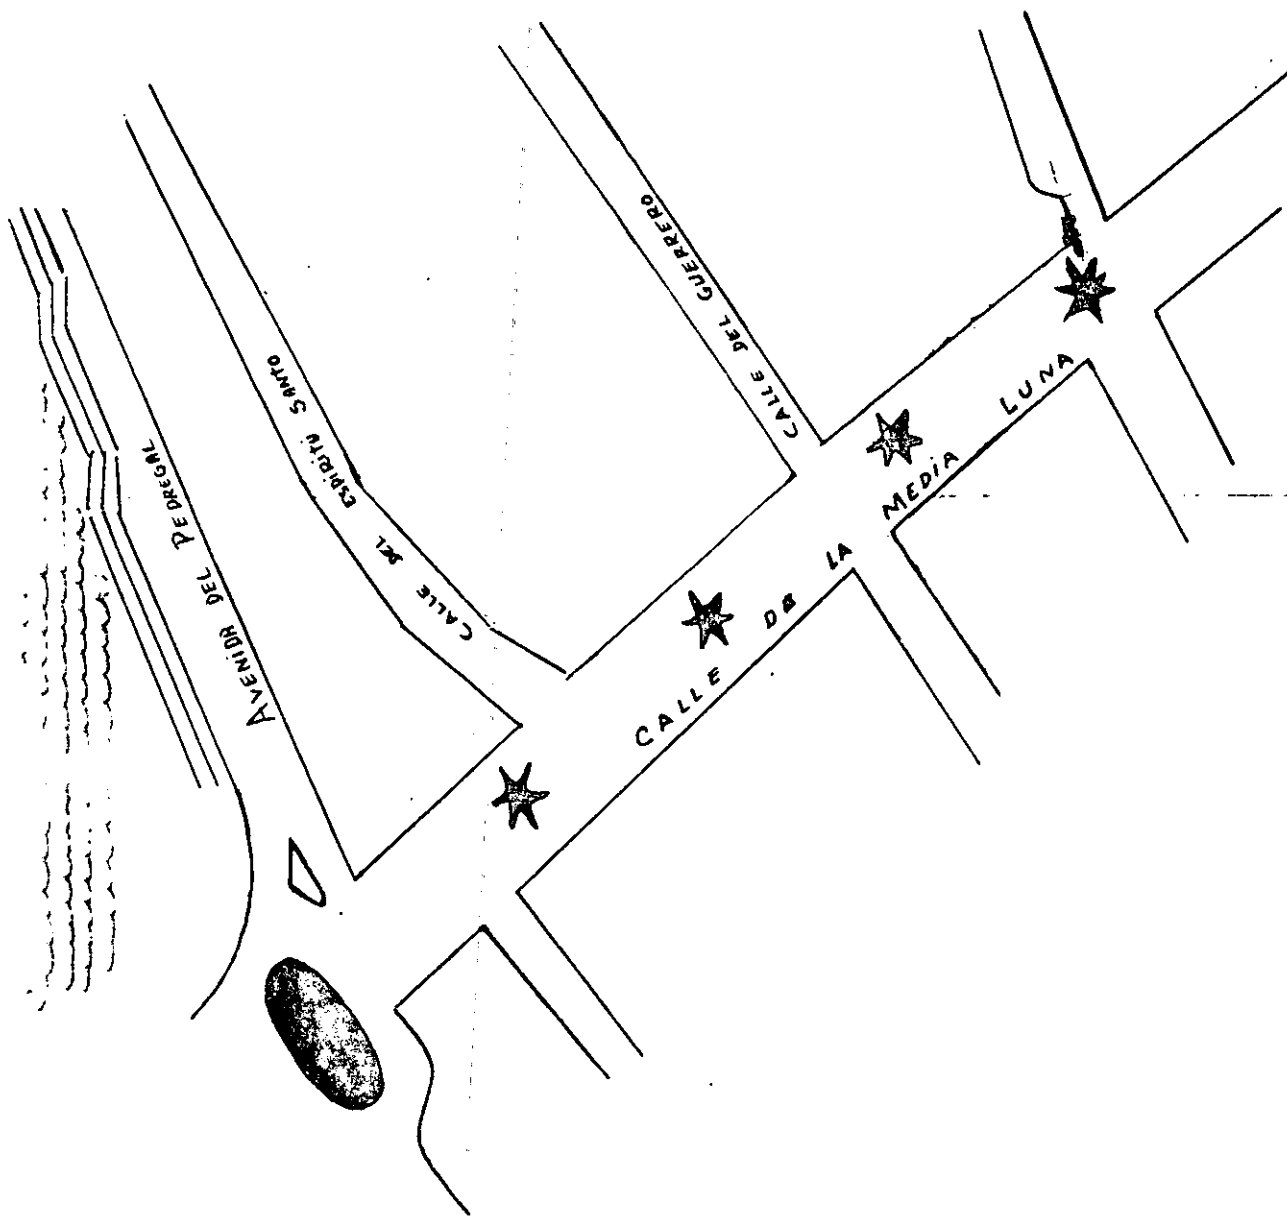 AVENIDA DEL PEDREGAL
CALLE DEL ESPIRITU SANTO
CALLE DEL GUERRERO
CALLE DE LA MEDIA LUNA